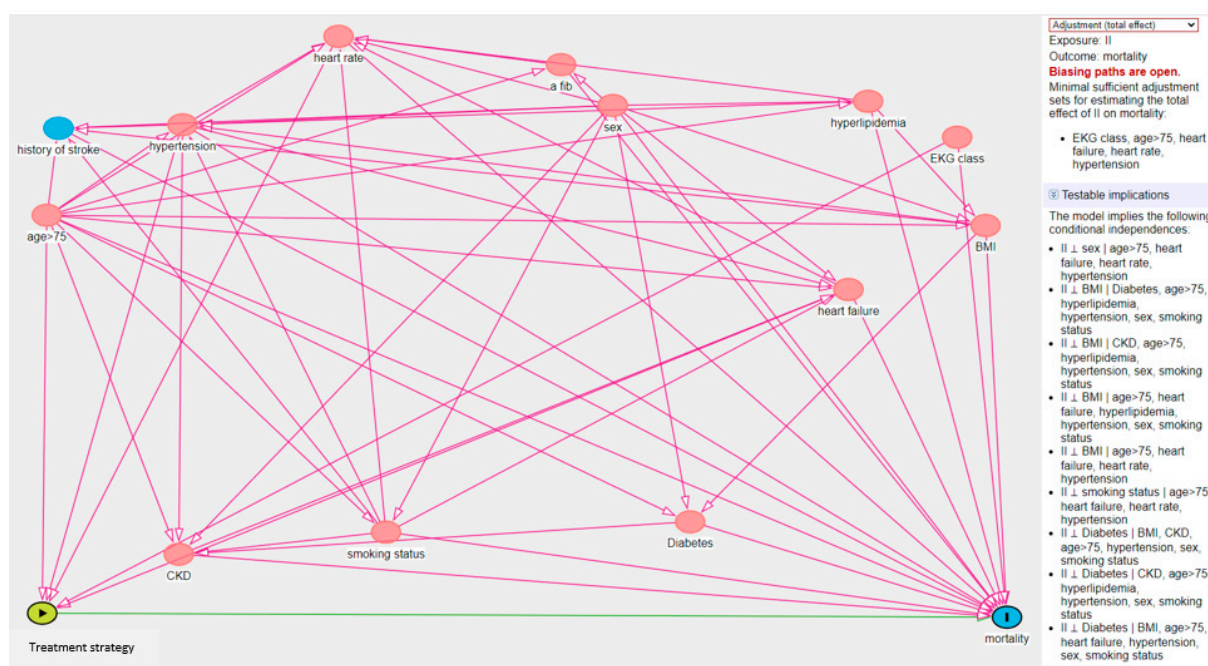 heart rate
a fib
sex
hyperlipidemia
history of stroke
hypertension
EKG class
age>75
BMI
heart failure
smoking status
Diabetes
CKD
mortality
Treatment strategy
Adjustment (total effect)
Exposure: II
Outcome: mortality
Biasing paths are open.
Minimal sufficient adjustment
sets for estimating the total
effect of II on mortality:
• EKG class, age>75, heart
failure, heart rate,
hypertension
Testable implications
The model implies the following
conditional independences:
• II ⊥ sex | age>75, heart
failure, heart rate,
hypertension
• II ⊥ BMI | Diabetes, age>75,
hyperlipidemia,
hypertension, sex, smoking
status
• II ⊥ BMI | CKD, age>75,
hyperlipidemia,
hypertension, sex, smoking
status
• II ⊥ BMI | age>75, heart
failure, hyperlipidemia,
hypertension, sex, smoking
status
• II ⊥ BMI | age>75, heart
failure, heart rate,
hypertension
• II ⊥ smoking status | age>75
heart failure, heart rate,
hypertension
• II ⊥ Diabetes | BMI, CKD,
age>75, hypertension, sex,
smoking status
• II ⊥ Diabetes | CKD, age>75
hyperlipidemia,
hypertension, sex, smoking
status
• II ⊥ Diabetes | BMI, age>75,
heart failure, hypertension,
sex, smoking status